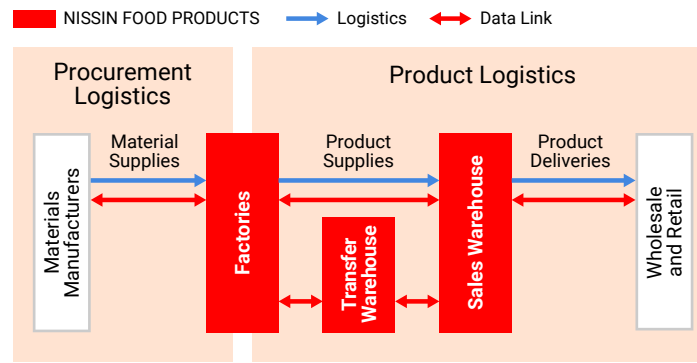 NISSIN FOOD PRODUCTS
Logistics
Data Link
Procurement
Logistics
Product Logistics
Material
Supplies
Product
Supplies
Product
Deliveries
Materials
Manufacturers
Factories
Transfer
Warehouse
Sales Warehouse
Wholesale
and Retail